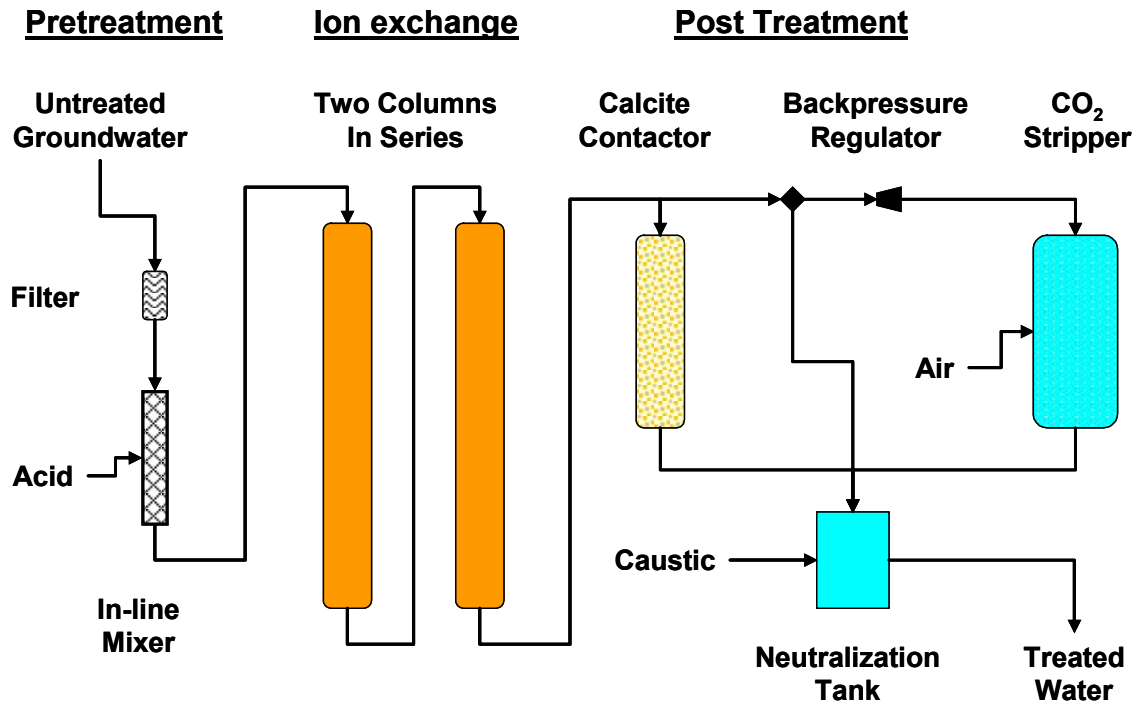 Pretreatment
Ion exchange
Post Treatment
Untreated
Groundwater
Two Columns
In Series
Calcite
Contactor
Backpressure
Regulator
CO2
Stripper
Filter
Air
Acid
Caustic
In-line
Mixer
Neutralization
Tank
Treated
Water